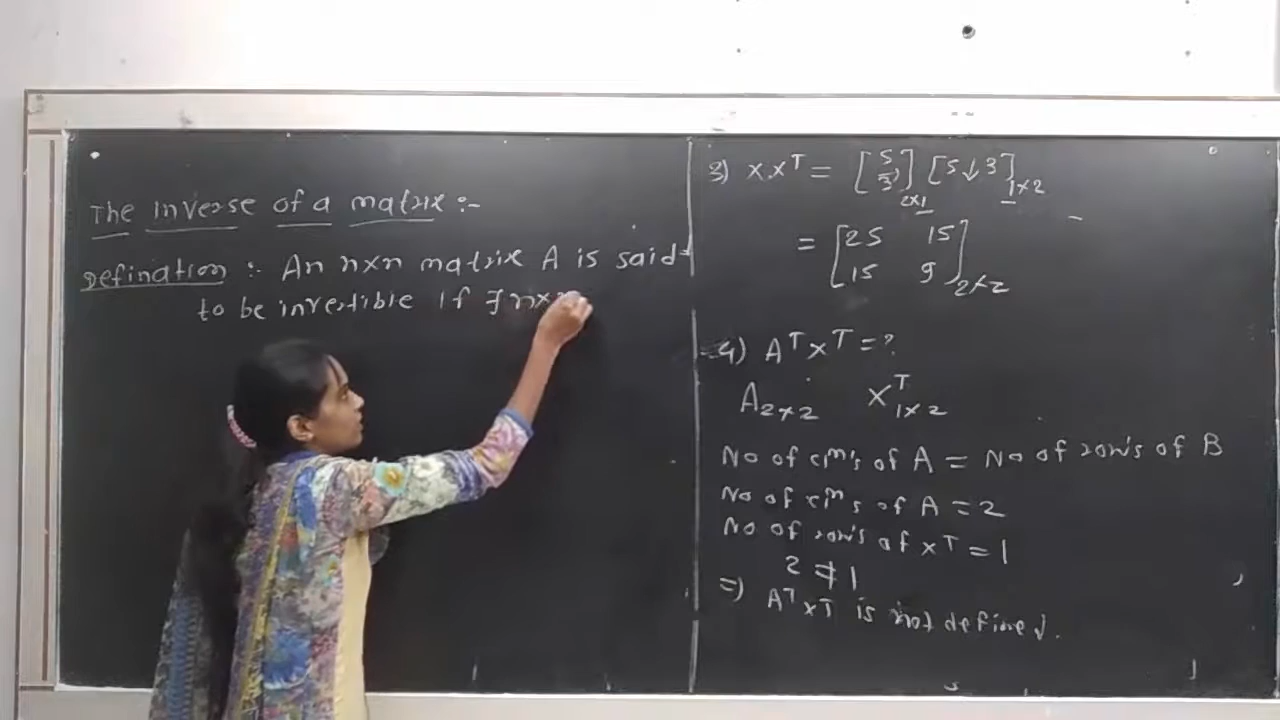 The inverse of a matrix :-
Defination :- An n×n matrix A is said
to be invertible if ∃ n×n
3) x.x^T = [5 3] [5 3]
2×1 1×2
= [25 15
15 9] 2×2
4) A^T x^T = ?
A 2×2 x^T 1×2
No of clm's of A = No of row's of B
No of clm's of A = 2
No of row's of x^T = 1
2 ≠ 1
=) A^T x^T is not defined.